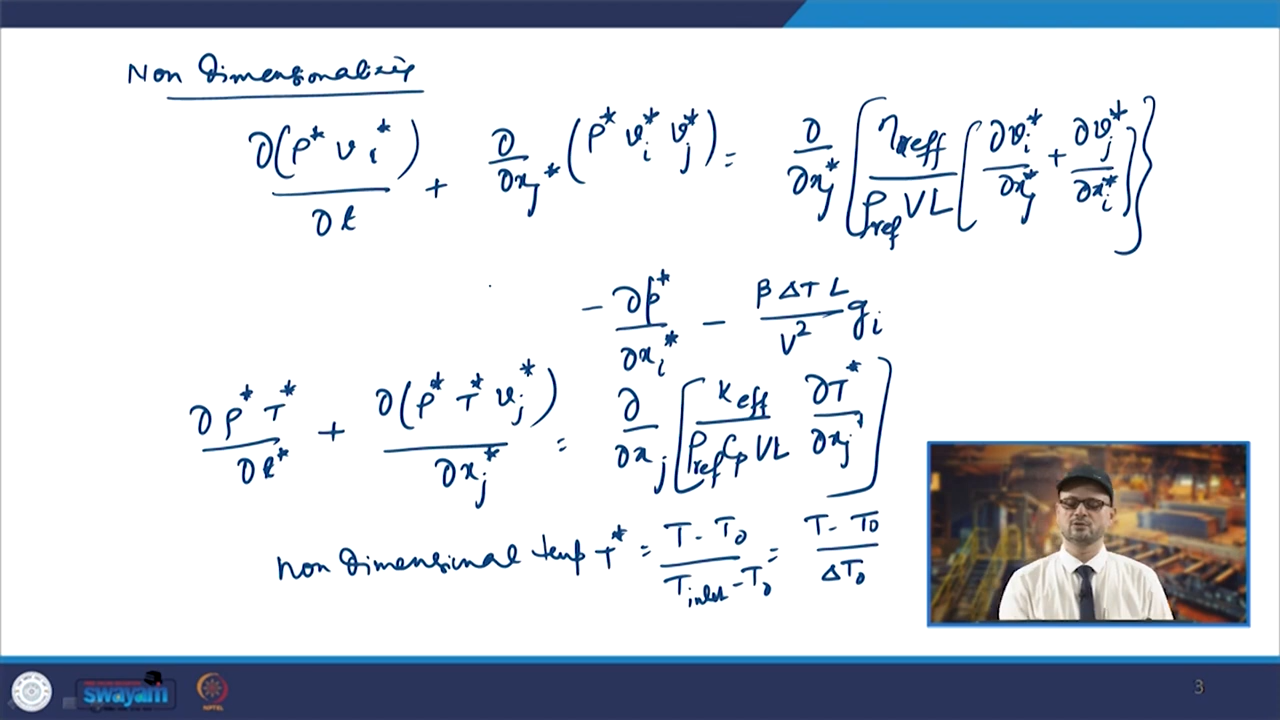 Non Dimensionalizing
∂(ρ* v_i*)/∂t + ∂/∂x_j* (ρ* v_i* v_j*) = ∂/∂x_j* { η_eff/(ρ_ref V L) [ ∂v_i*/∂x_j* + ∂v_j*/∂x_i* ] }
- ∂p*/∂x_i* - (β ΔT L/V²) g_i
∂ρ* T*/∂t* + ∂(ρ* T* v_j*)/∂x_j* = ∂/∂x_j [ K_eff/(ρ_ref C_p V L) ∂T*/∂x_j* ]
Non Dimensional temp T* = (T - T_0)/(T_inlet - T_0) = (T - T_0)/ΔT_0
swayam
3